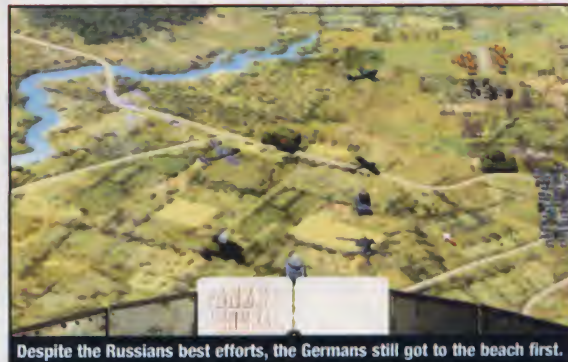 Despite the Russians best efforts, the Germans still got to the beach first.